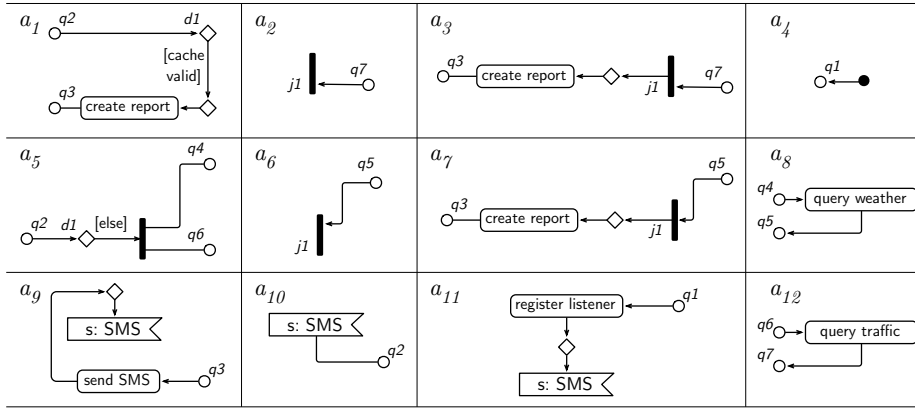 a1
q2
d1
[cache
valid]
q3
create report
a2
j1
q7
a3
q3
create report
j1
q7
a4
q1
a5
q4
q2
d1
[else]
q6
a6
q5
j1
a7
q5
q3
create report
j1
a8
q4
query weather
q5
a9
s: SMS
send SMS
q3
a10
s: SMS
q2
a11
register listener
q1
s: SMS
a12
q6
query traffic
q7